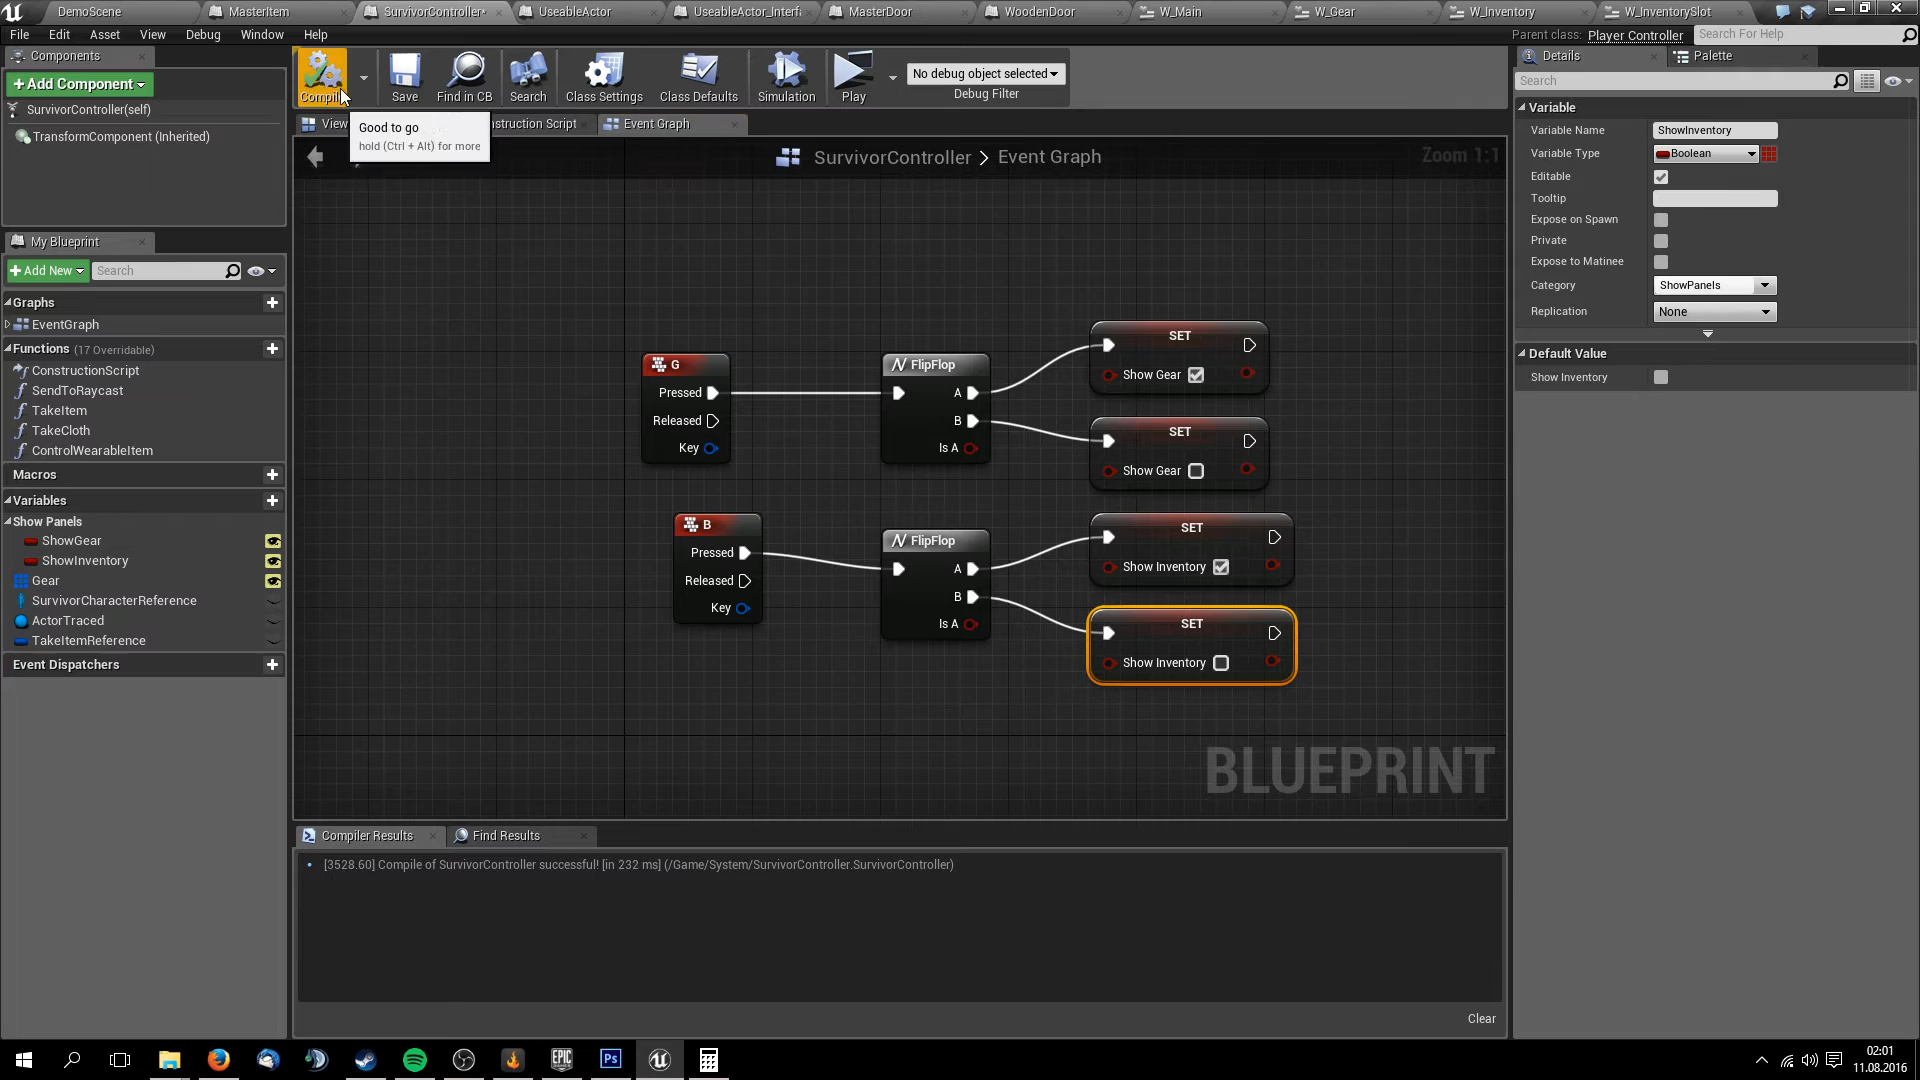 DemoScene
MasterItem
SurvivorController*
UseableActor
UseableActor_Interfa
MasterDoor
WoodenDoor
W_Main
W_Gear
W_Inventory
W_InventorySlot
File Edit Asset View Debug Window Help
Parent class: Player Controller
Search For Help
Components
+Add Component
SurvivorController(self)
TransformComponent (Inherited)
My Blueprint
+Add New
Search
Graphs
EventGraph
Functions (17 Overridable)
ConstructionScript
SendToRaycast
TakeItem
TakeCloth
ControlWearableItem
Macros
Variables
Show Panels
ShowGear
ShowInventory
Gear
SurvivorCharacterReference
ActorTraced
TakeItemReference
Event Dispatchers
Compile
Save
Find in CB
Search
Class Settings
Class Defaults
Simulation
Play
No debug object selected
Debug Filter
View
nstruction Script
Event Graph
Good to go
hold (Ctrl + Alt) for more
SurvivorController > Event Graph
Zoom 1:1
G
Pressed
Released
Key
FlipFlop
A
B
Is A
SET
Show Gear
SET
Show Gear
B
Pressed
Released
Key
FlipFlop
A
B
Is A
SET
Show Inventory
SET
Show Inventory
BLUEPRINT
Compiler Results
Find Results
[3528.60] Compile of SurvivorController successful! [in 232 ms] (/Game/System/SurvivorController.SurvivorController)
Clear
Details
Palette
Search
Variable
Variable Name ShowInventory
Variable Type Boolean
Editable
Tooltip
Expose on Spawn
Private
Expose to Matinee
Category ShowPanels
Replication None
Default Value
Show Inventory
EPIC
GAMES
Ps
02:01
11.08.2016